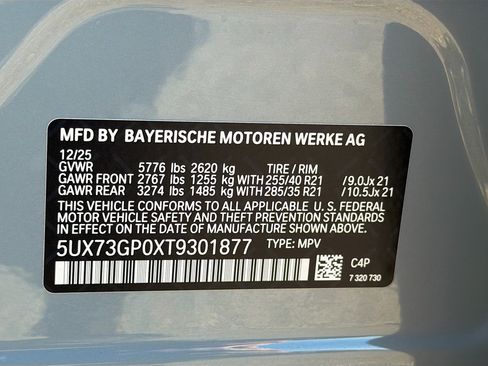 MFD BY BAYERISCHE MOTOREN WERKE AG
12/25
GVWR 5776 lbs 2620 kg TIRE / RIM
GAWR FRONT 2767 lbs 1255 kg WITH 255/40 R21 /9.0Jx 21
GAWR REAR 3274 lbs 1485 kg WITH 285/35 R21 /10.5Jx 21
THIS VEHICLE CONFORMS TO ALL APPLICABLE U. S. FEDERAL
MOTOR VEHICLE SAFETY AND THEFT PREVENTION STANDARDS
IN EFFECT ON THE DATE OF MANUFACTURE SHOWN ABOVE.
5UX73GP0XT9301877 TYPE: MPV
C4P
7 320 730